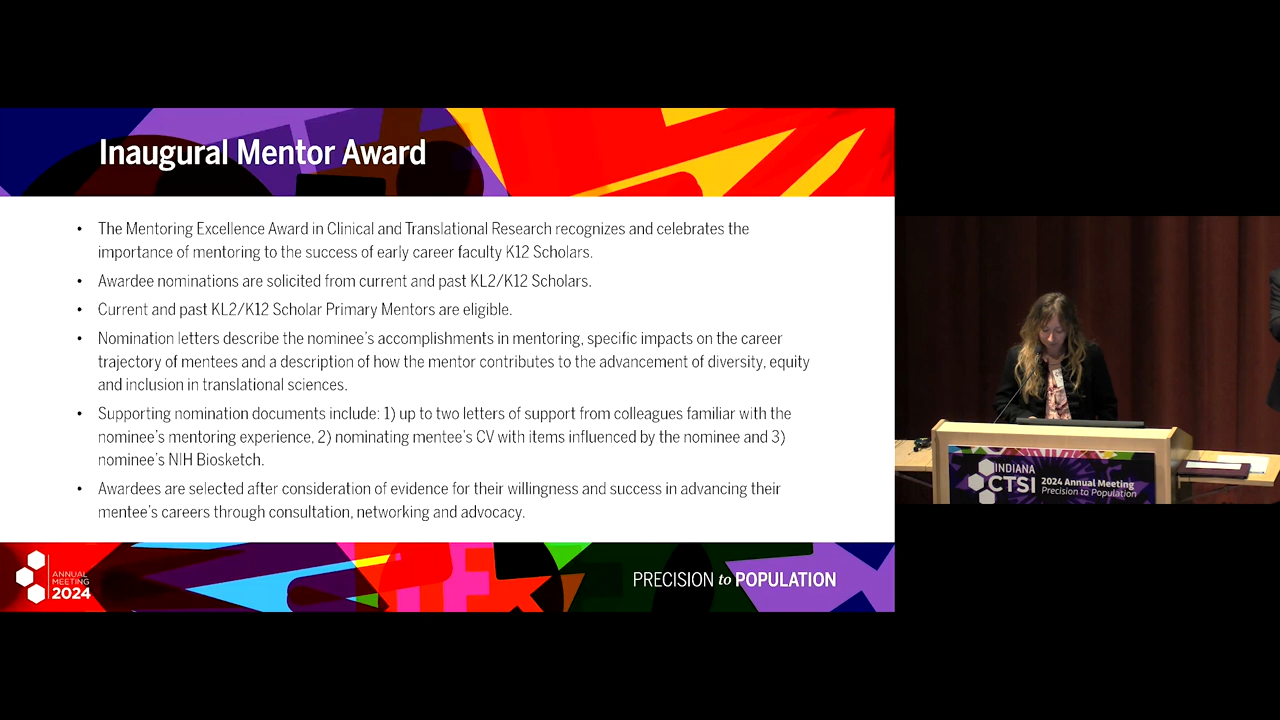 Inaugural Mentor Award
• The Mentoring Excellence Award in Clinical and Translational Research recognizes and celebrates the
importance of mentoring to the success of early career faculty K12 Scholars.
• Awardee nominations are solicited from current and past KL2/K12 Scholars.
• Current and past KL2/K12 Scholar Primary Mentors are eligible.
• Nomination letters describe the nominee's accomplishments in mentoring, specific impacts on the career
trajectory of mentees and a description of how the mentor contributes to the advancement of diversity, equity
and inclusion in translational sciences.
• Supporting nomination documents include: 1) up to two letters of support from colleagues familiar with the
nominee's mentoring experience, 2) nominating mentee's CV with items influenced by the nominee and 3)
nominee's NIH Biosketch.
• Awardees are selected after consideration of evidence for their willingness and success in advancing their
mentee's careers through consultation, networking and advocacy.
ANNUAL
MEETING
2024
PRECISION to POPULATION
INDIANA
CTSI
2024 Annual Meeting
Precision to Population